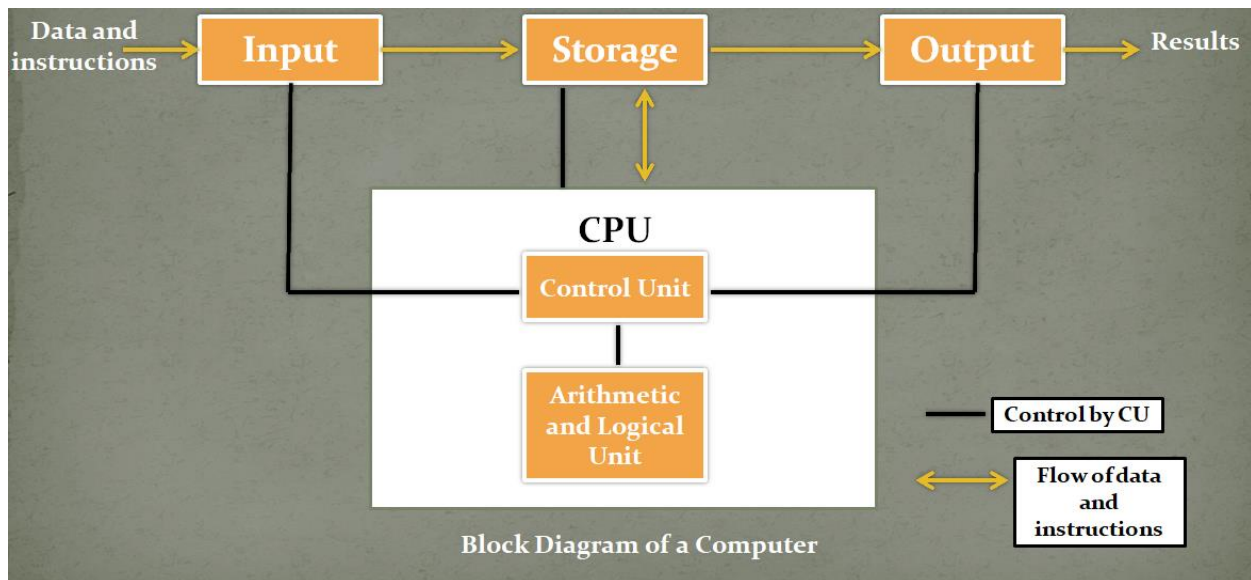 Data and
instructions
Input
Storage
Output
Results
CPU
Control Unit
Arithmetic
and Logical
Unit
Control by CU
Flow of data
and
instructions
Block Diagram of a Computer